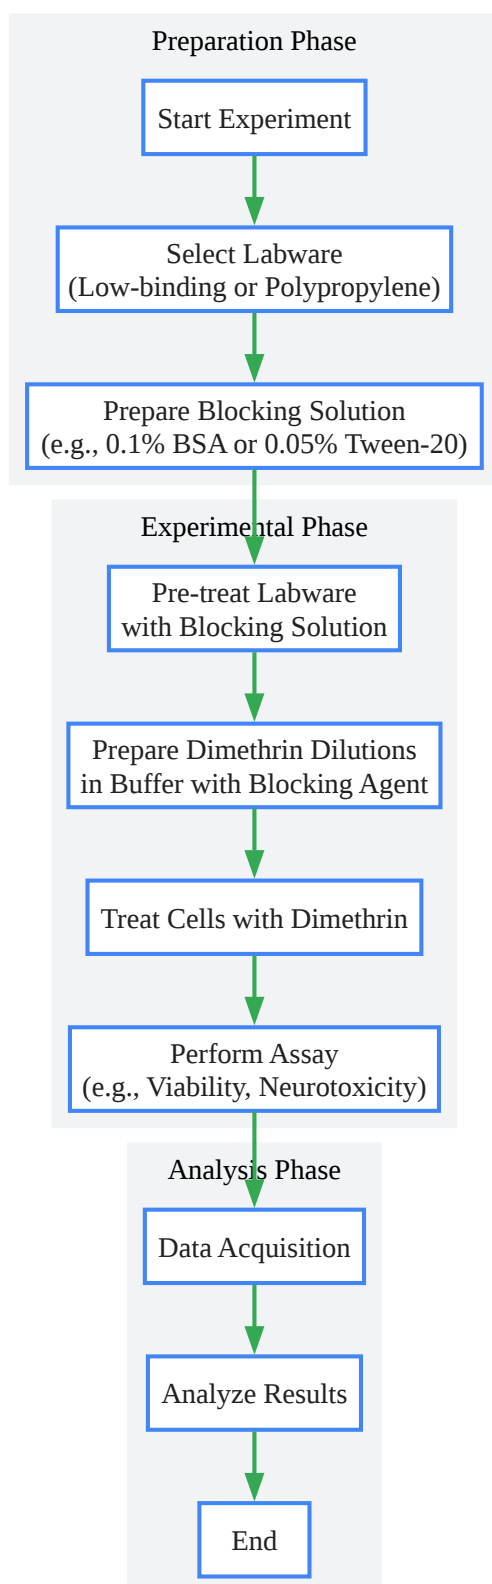 Preparation Phase
Start Experiment
Select Labware
(Low-binding or Polypropylene)
Prepare Blocking Solution
(e.g., 0.1% BSA or 0.05% Tween-20)
Experimental Phase
Pre-treat Labware
with Blocking Solution
Prepare Dimethrin Dilutions
in Buffer with Blocking Agent
Treat Cells with Dimethrin
Perform Assay
(e.g., Viability, Neurotoxicity)
Analysis Phase
Data Acquisition
Analyze Results
End